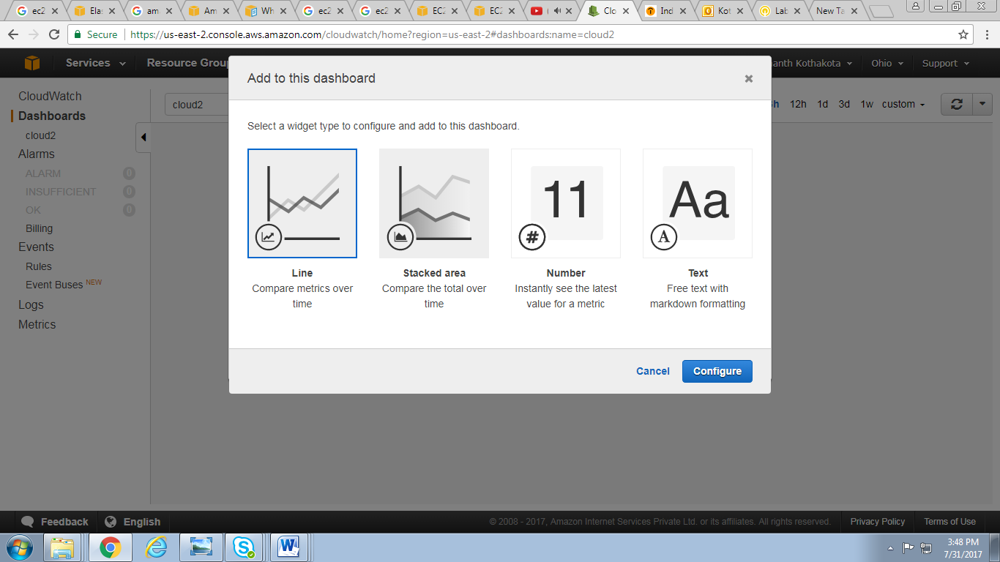 ec2
Elas
am
Am
Wh
ec2
ec2
EC2
EC2
Clo
Ind
Kot
Lab
New Ta
Secure
https://us-east-2.console.aws.amazon.com/cloudwatch/home?region=us-east-2#dashboards:name=cloud2
Services
Resource Group
anth Kothakota
Ohio
Support
CloudWatch
Dashboards
cloud2
Alarms
ALARM 0
INSUFFICIENT 0
OK 0
Billing
Events
Rules
Event Buses NEW
Logs
Metrics
cloud2
h 12h 1d 3d 1w custom
Add to this dashboard
Select a widget type to configure and add to this dashboard.
Line
Compare metrics over
time
Stacked area
Compare the total over
time
11
#
Number
Instantly see the latest
value for a metric
Aa
A
Text
Free text with
markdown formatting
Cancel
Configure
Feedback
English
© 2008 - 2017, Amazon Internet Services Private Ltd. or its affiliates. All rights reserved.
Privacy Policy
Terms of Use
3:48 PM
7/31/2017